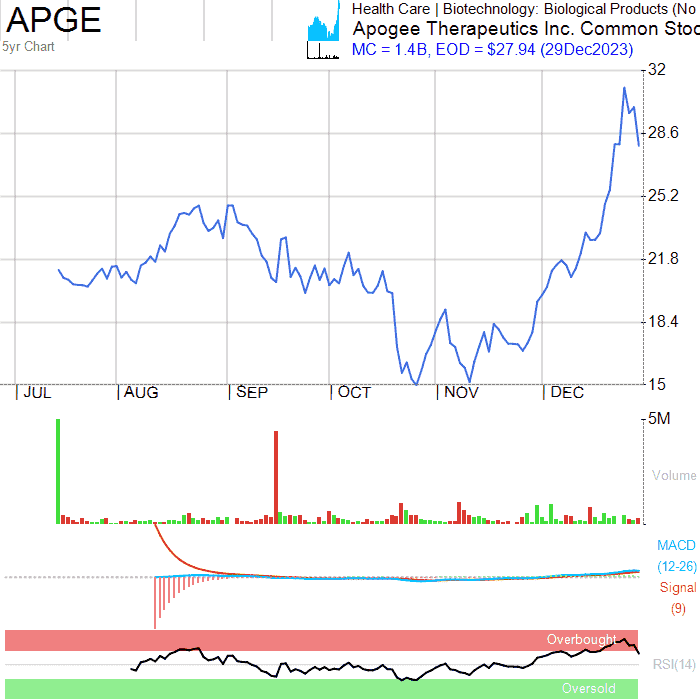 APGE
5yr Chart
Health Care | Biotechnology: Biological Products (No
Apogee Therapeutics Inc. Common Stoc
MC = 1.4B, EOD = $27.94 (29Dec2023)
32
28.6
25.2
21.8
18.4
15
JUL AUG SEP OCT NOV DEC
5M
Volume
MACD
(12-26)
Signal
(9)
Overbought
RSI(14)
Oversold